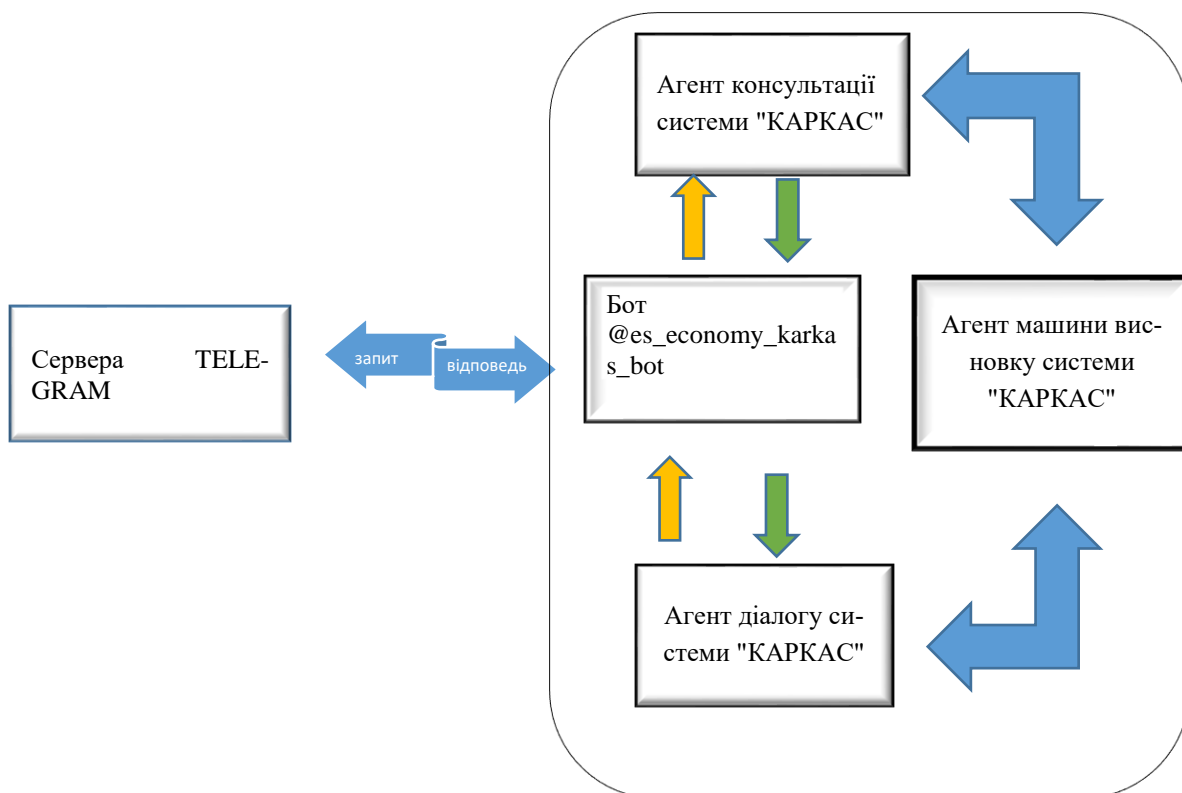 Агент консультації
системи "КАРКАС"
Бот
@es_economy_karka
s_bot
Агент машини вис-
новку системи
"КАРКАС"
Сервера TELE-
GRAM
запит
відповедь
Агент діалогу си-
стеми "КАРКАС"